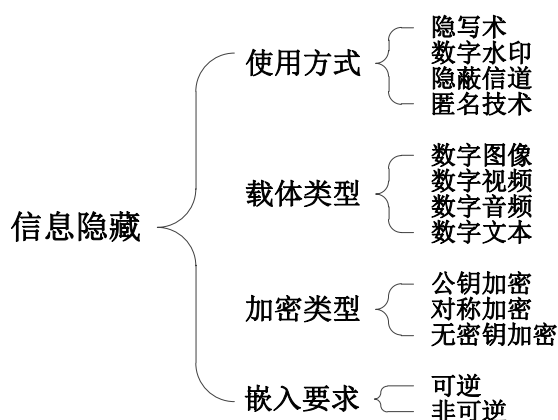 信息隐藏
使用方式
隐写术
数字水印
隐蔽信道
匿名技术
载体类型
数字图像
数字视频
数字音频
数字文本
加密类型
公钥加密
对称加密
无密钥加密
嵌入要求
可逆
非可逆